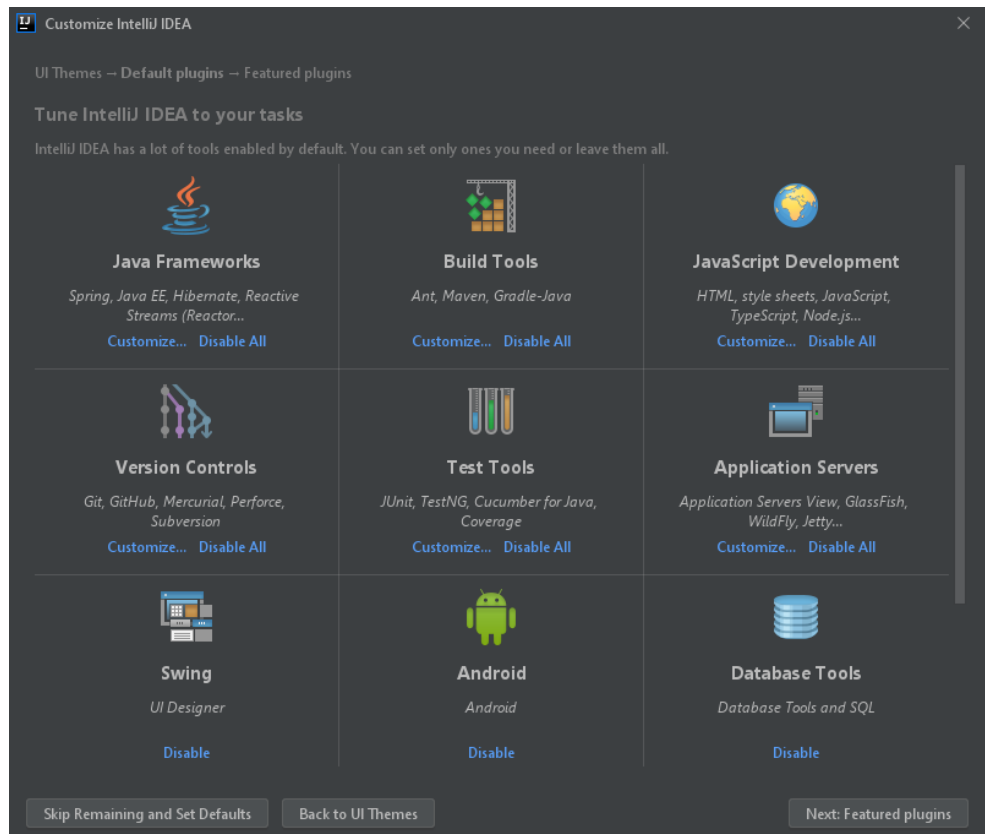 IJ
Customize IntelliJ IDEA
UI Themes → Default plugins → Featured plugins
Tune IntelliJ IDEA to your tasks
IntelliJ IDEA has a lot of tools enabled by default. You can set only ones you need or leave them all.
Java Frameworks
Spring, Java EE, Hibernate, Reactive
Streams (Reactor...
Customize... Disable All
Build Tools
Ant, Maven, Gradle-Java
Customize... Disable All
JavaScript Development
HTML, style sheets, JavaScript,
TypeScript, Node.js...
Customize... Disable All
Version Controls
Git, GitHub, Mercurial, Perforce,
Subversion
Customize... Disable All
Test Tools
JUnit, TestNG, Cucumber for Java,
Coverage
Customize... Disable All
Application Servers
Application Servers View, GlassFish,
WildFly, Jetty...
Customize... Disable All
Swing
UI Designer
Disable
Android
Android
Disable
Database Tools
Database Tools and SQL
Disable
Skip Remaining and Set Defaults
Back to UI Themes
Next: Featured plugins